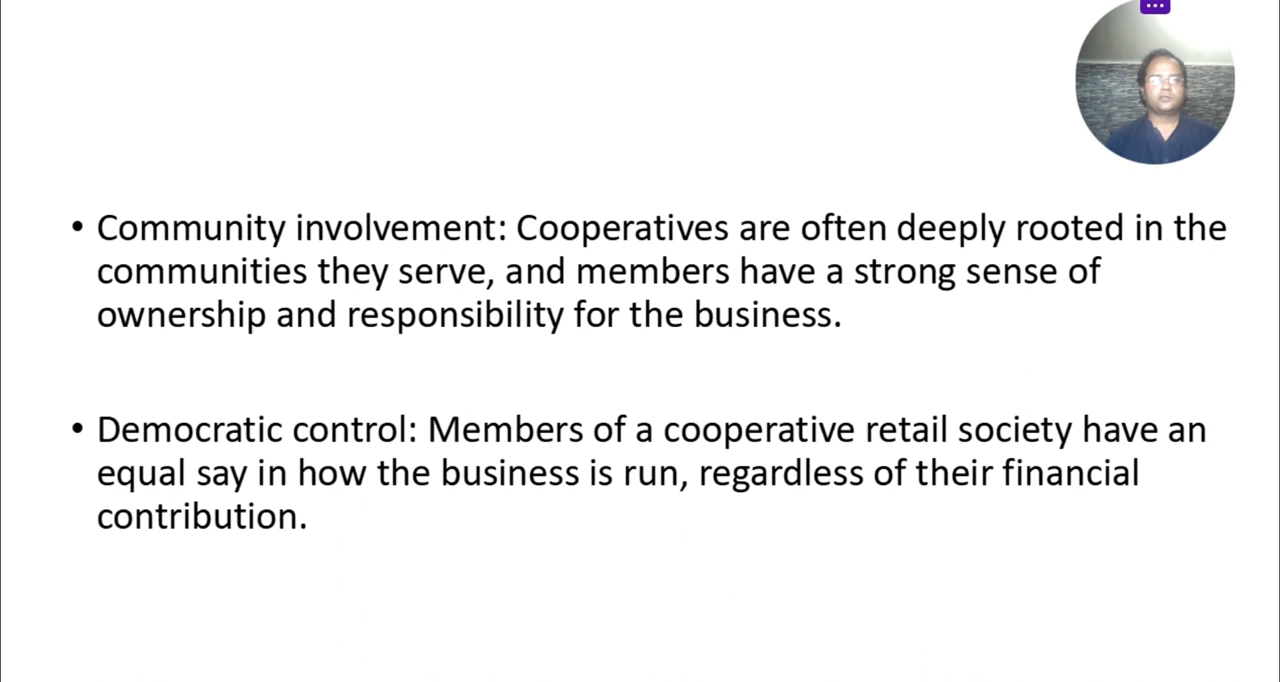 • Community involvement: Cooperatives are often deeply rooted in the
communities they serve, and members have a strong sense of
ownership and responsibility for the business.
• Democratic control: Members of a cooperative retail society have an
equal say in how the business is run, regardless of their financial
contribution.